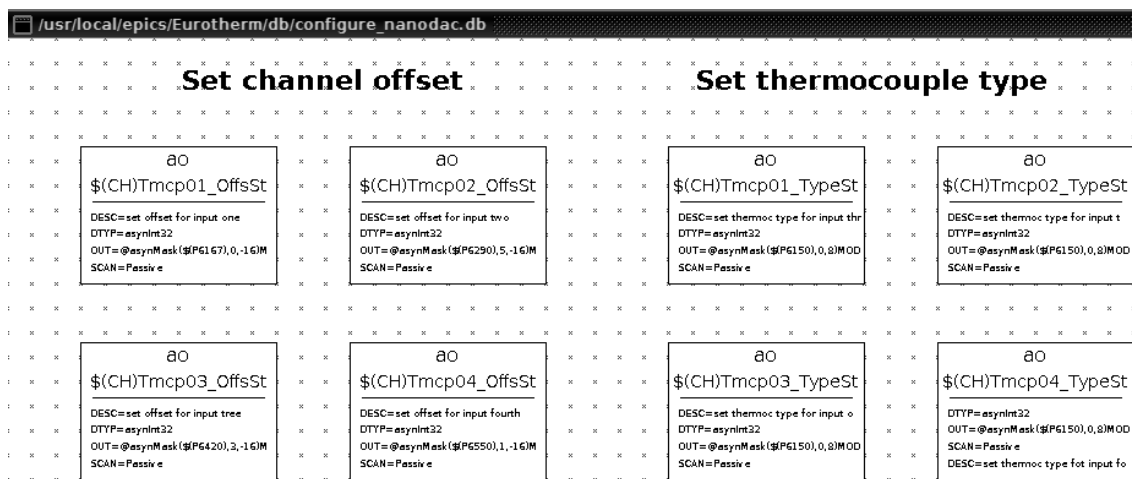 /usr/local/epics/Eurotherm/db/configure_nanodac.db
Set channel offset
Set thermocouple type
ao
$(CH)Tmcp01_OffsSt
DESC=set offset for input one
DTYP=asynInt32
OUT=@asynMask($(P6167),0,-16)M
SCAN=Passive
ao
$(CH)Tmcp02_OffsSt
DESC=set offset for input two
DTYP=asynInt32
OUT=@asynMask($(P6290),5,-16)M
SCAN=Passive
ao
$(CH)Tmcp01_TypeSt
DESC=set thermoc type for input thr
DTYP=asynInt32
OUT=@asynMask($(P6150),0,8)MOD
SCAN=Passive
ao
$(CH)Tmcp02_TypeSt
DESC=set thermoc type for input t
DTYP=asynInt32
OUT=@asynMask($(P6150),0,8)MOD
SCAN=Passive
ao
$(CH)Tmcp03_OffsSt
DESC=set offset for input tree
DTYP=asynInt32
OUT=@asynMask($(P6420),3,-16)M
SCAN=Passive
ao
$(CH)Tmcp04_OffsSt
DESC=set offset for input fourth
DTYP=asynInt32
OUT=@asynMask($(P6550),1,-16)M
SCAN=Passive
ao
$(CH)Tmcp03_TypeSt
DESC=set thermoc type for input o
DTYP=asynInt32
OUT=@asynMask($(P6150),0,8)MOD
SCAN=Passive
ao
$(CH)Tmcp04_TypeSt
DTYP=asynInt32
OUT=@asynMask($(P6150),0,8)MOD
SCAN=Passive
DESC=set thermoc type fot input fo